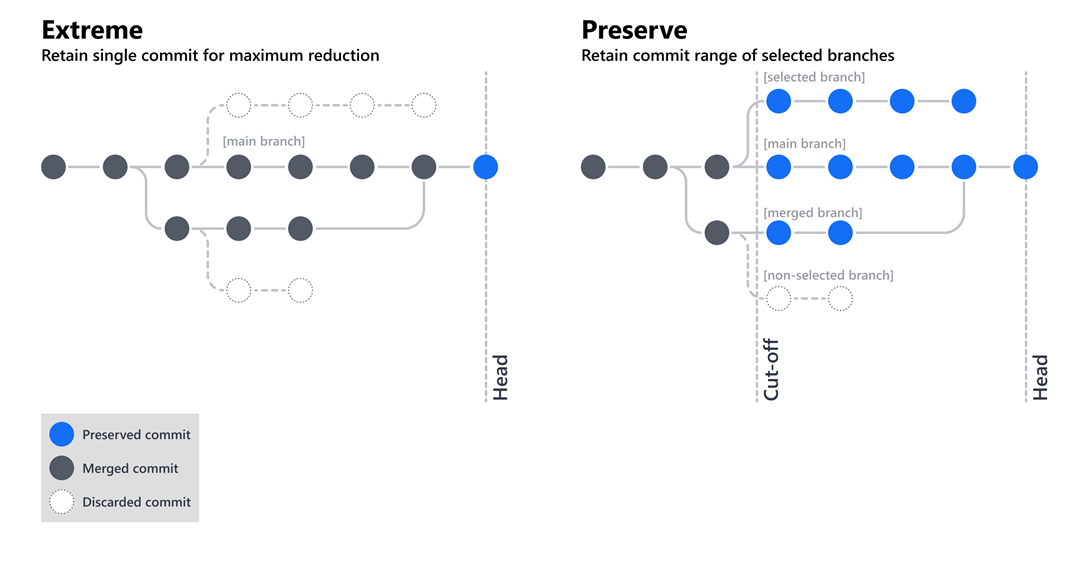 Extreme
Retain single commit for maximum reduction
[main branch]
Head
Preserved commit
Merged commit
Discarded commit
Preserve
Retain commit range of selected branches
[selected branch]
[main branch]
[merged branch]
[non-selected branch]
Cut-off
Head